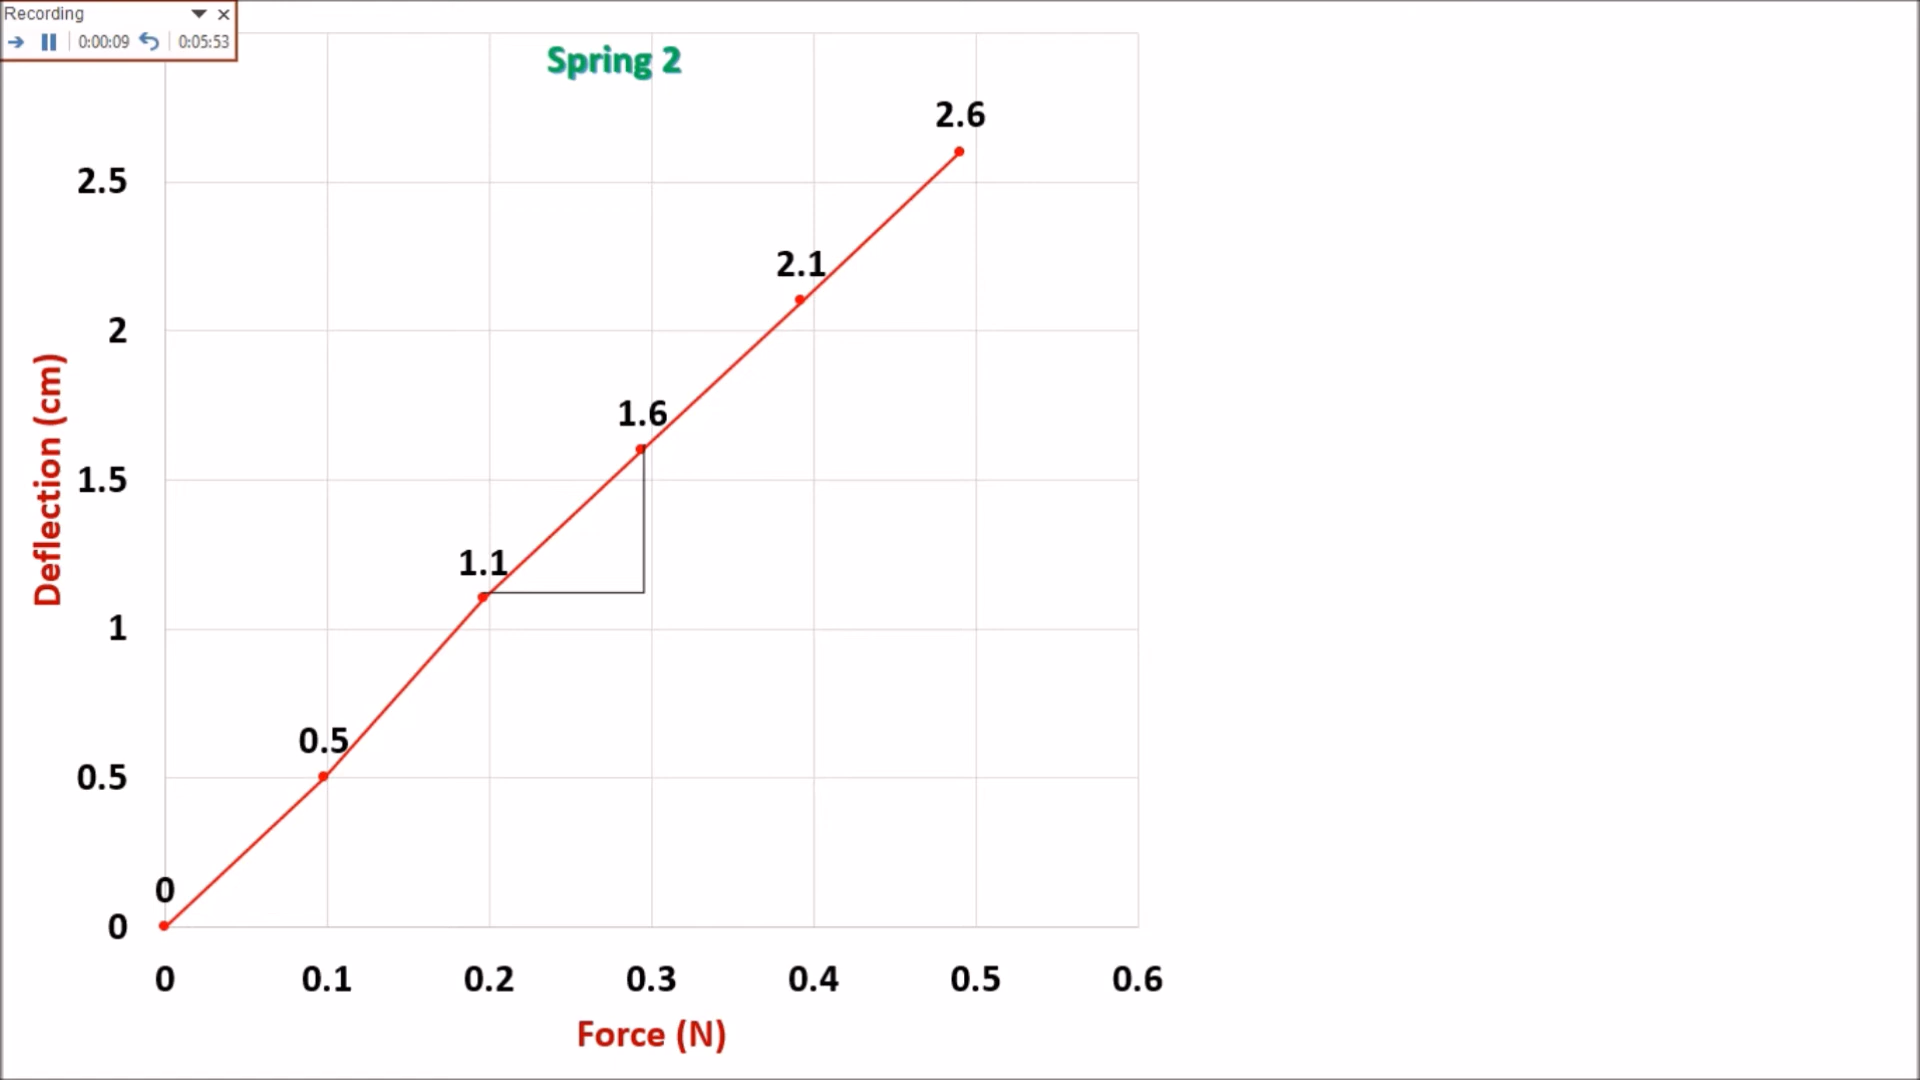 Recording
0:00:09 0:05:53
Spring 2
2.6
2.5
2.1
2
1.6
1.5
1.1
1
0.5
0.5
0
0
0 0.1 0.2 0.3 0.4 0.5 0.6
Deflection (cm)
Force (N)